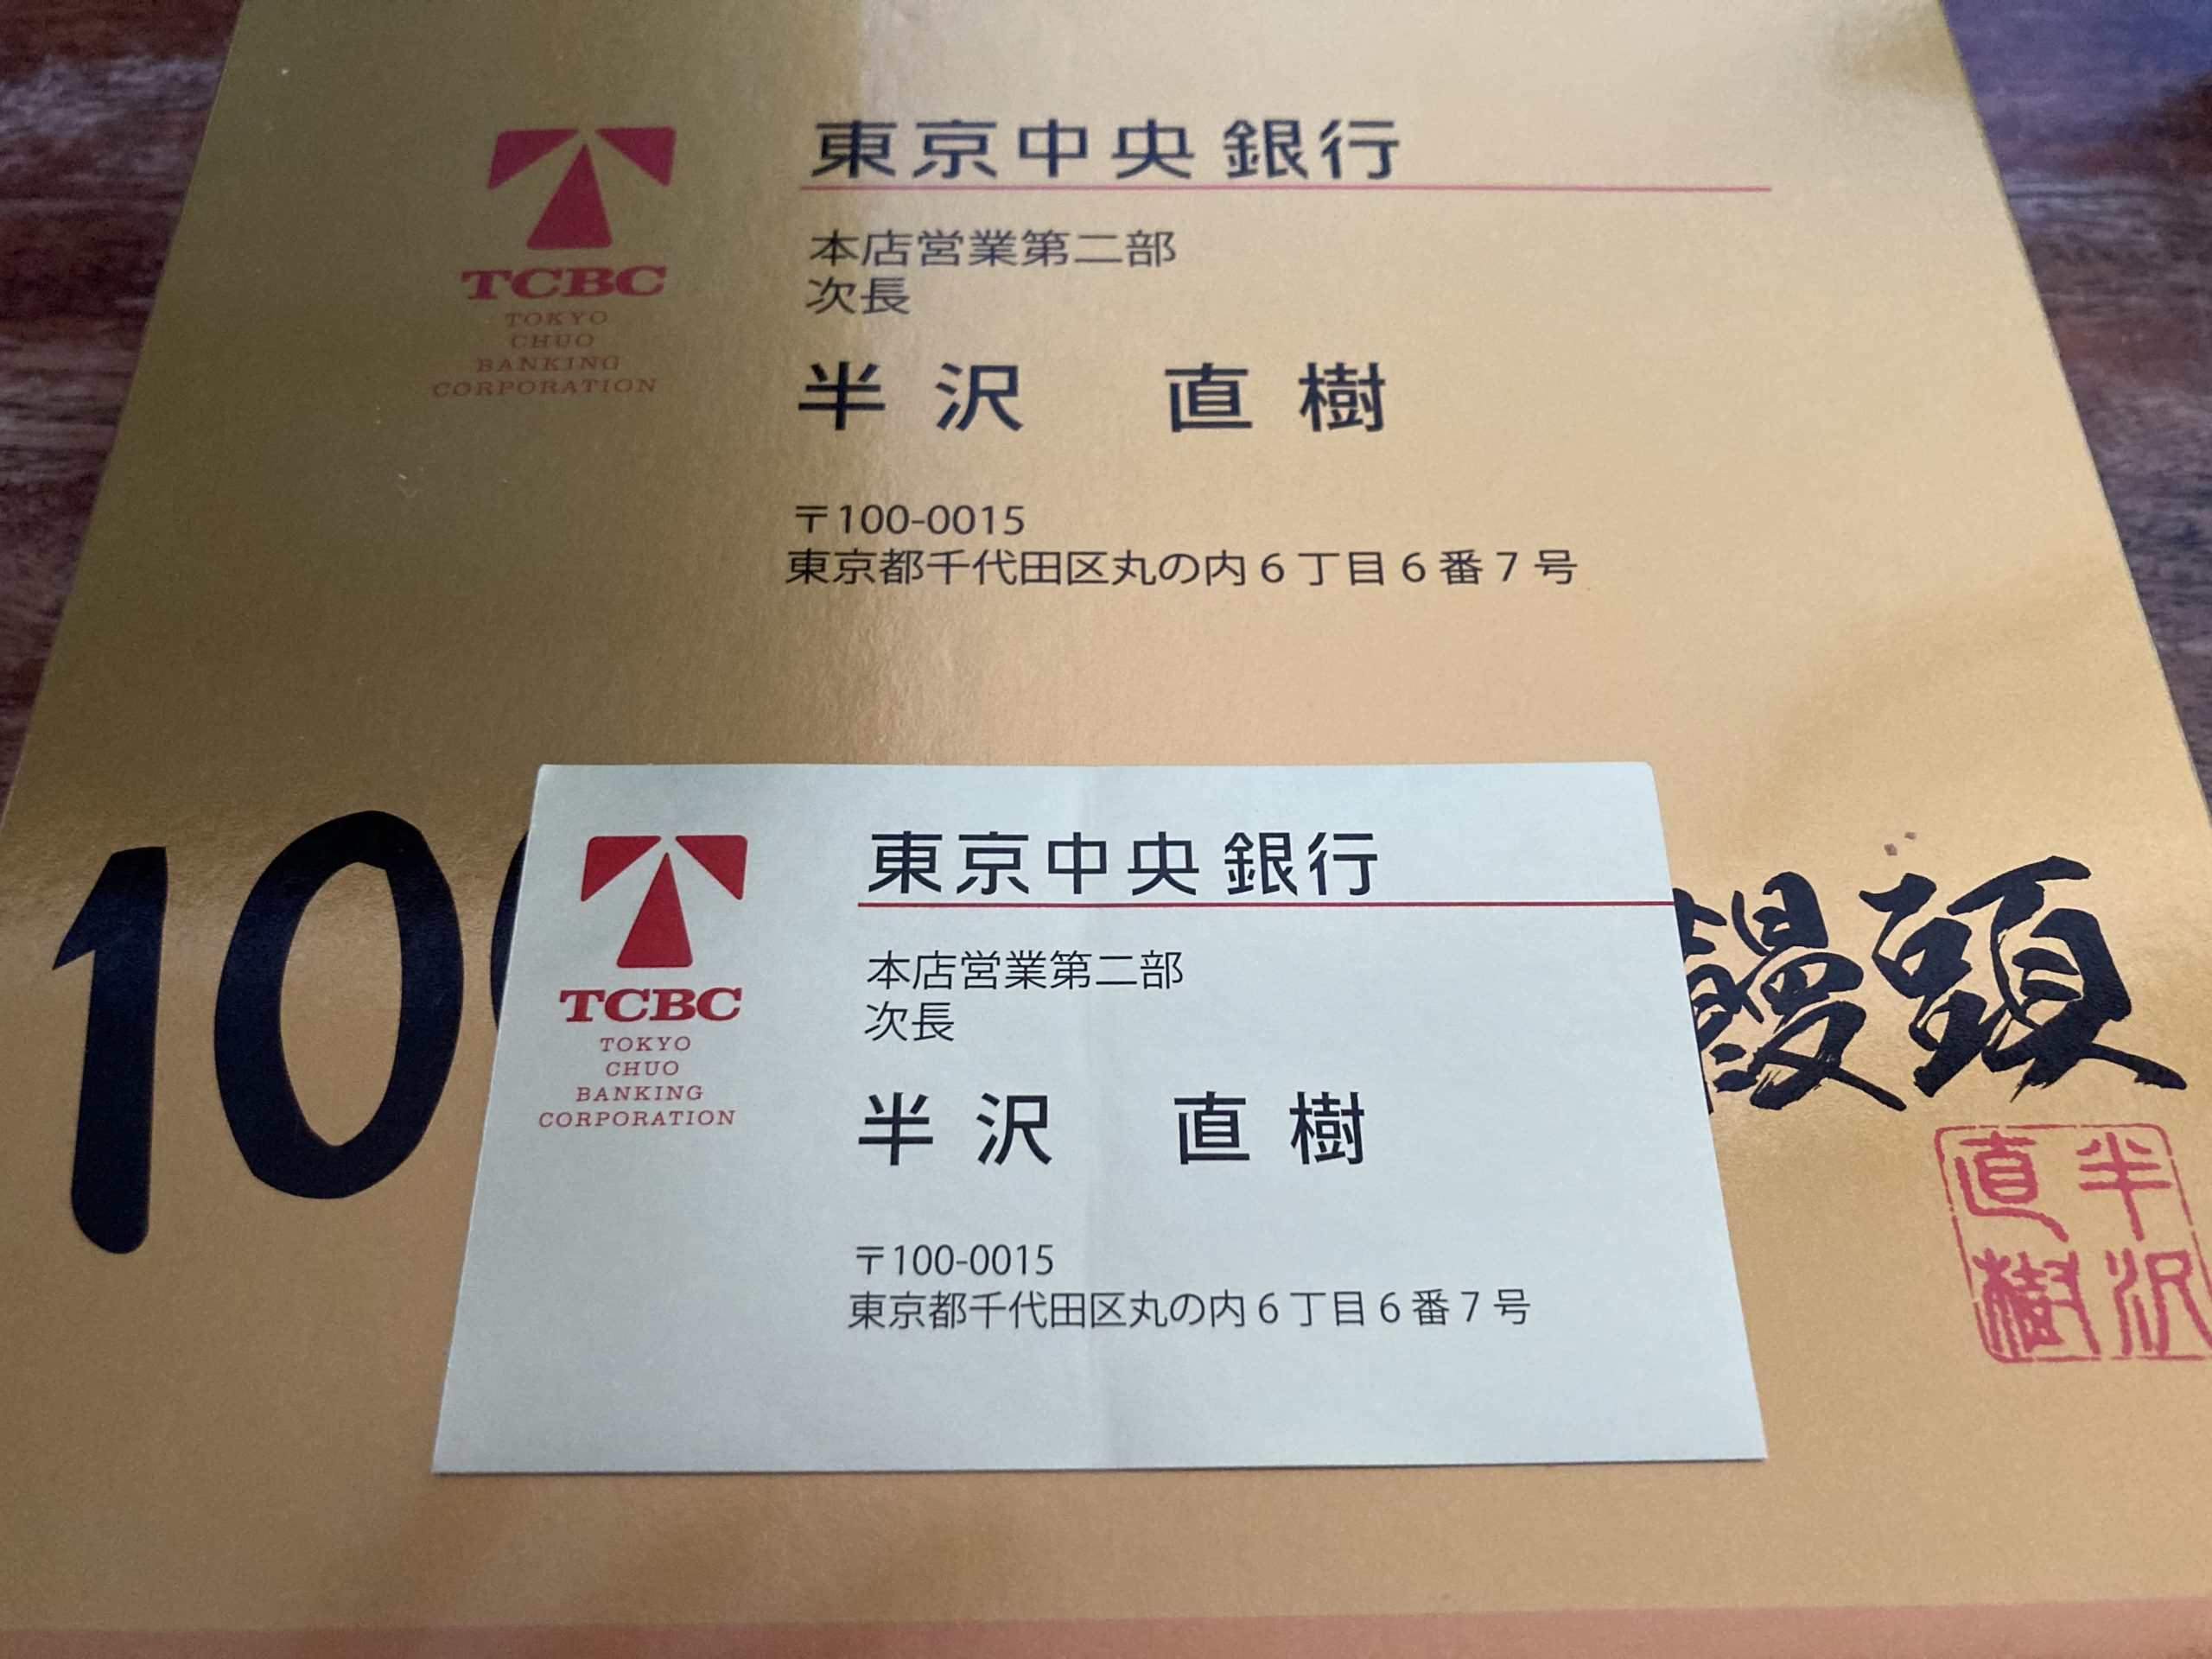 TCBC
TOKYO
CHUO
BANKING
CORPORATION
東京中央銀行
本店営業第二部
次長
半沢 直樹
〒100-0015
東京都千代田区丸の内6丁目6番7号
10
饅頭
半沢
直樹
TCBC
TOKYO
CHUO
BANKING
CORPORATION
東京中央銀行
本店営業第二部
次長
半沢 直樹
〒100-0015
東京都千代田区丸の内6丁目6番7号